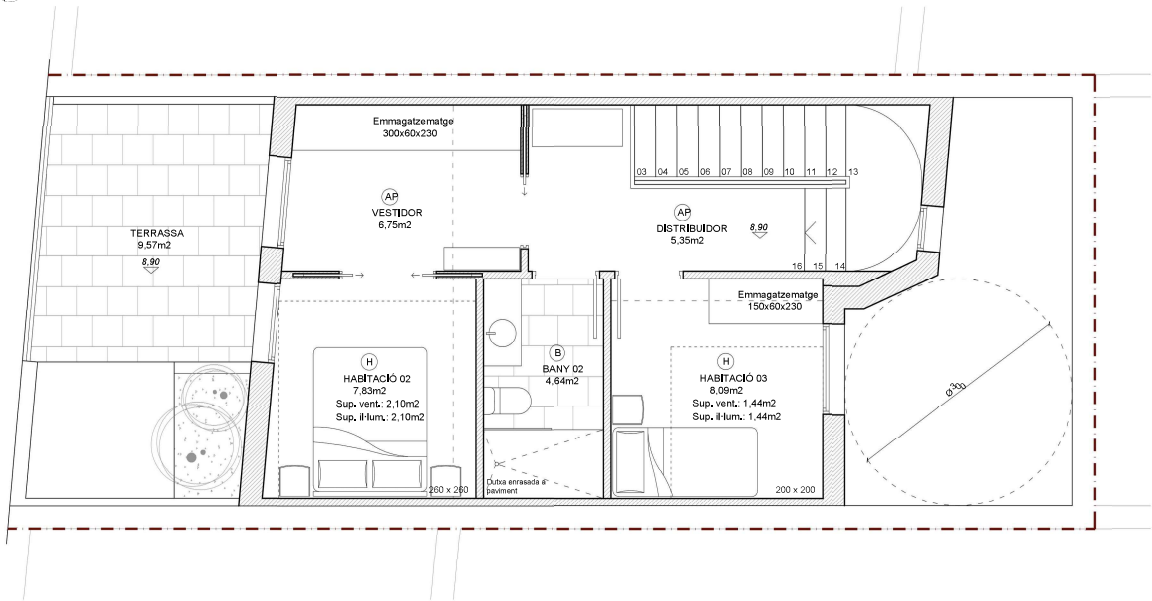 Emmagatzematge
300x60x230
03 04 05 06 07 08 09 10 11 12 13
AP
VESTIDOR
6,75m2
AP
DISTRIBUÏDOR
5,35m2
8,90
TERRASSA
9,57m2
8,90
16 15 14
Emmagatzematge
150x60x230
H
HABITACIÓ 02
7,83m2
Sup. vent.: 2,10m2
Sup. il·lum.: 2,10m2
B
BANY 02
4,64m2
H
HABITACIÓ 03
8,09m2
Sup. vent.: 1,44m2
Sup. il·lum.: 1,44m2
Ø 3,00
Dutxa enrasada a
paviment
260 x 260
200 x 200